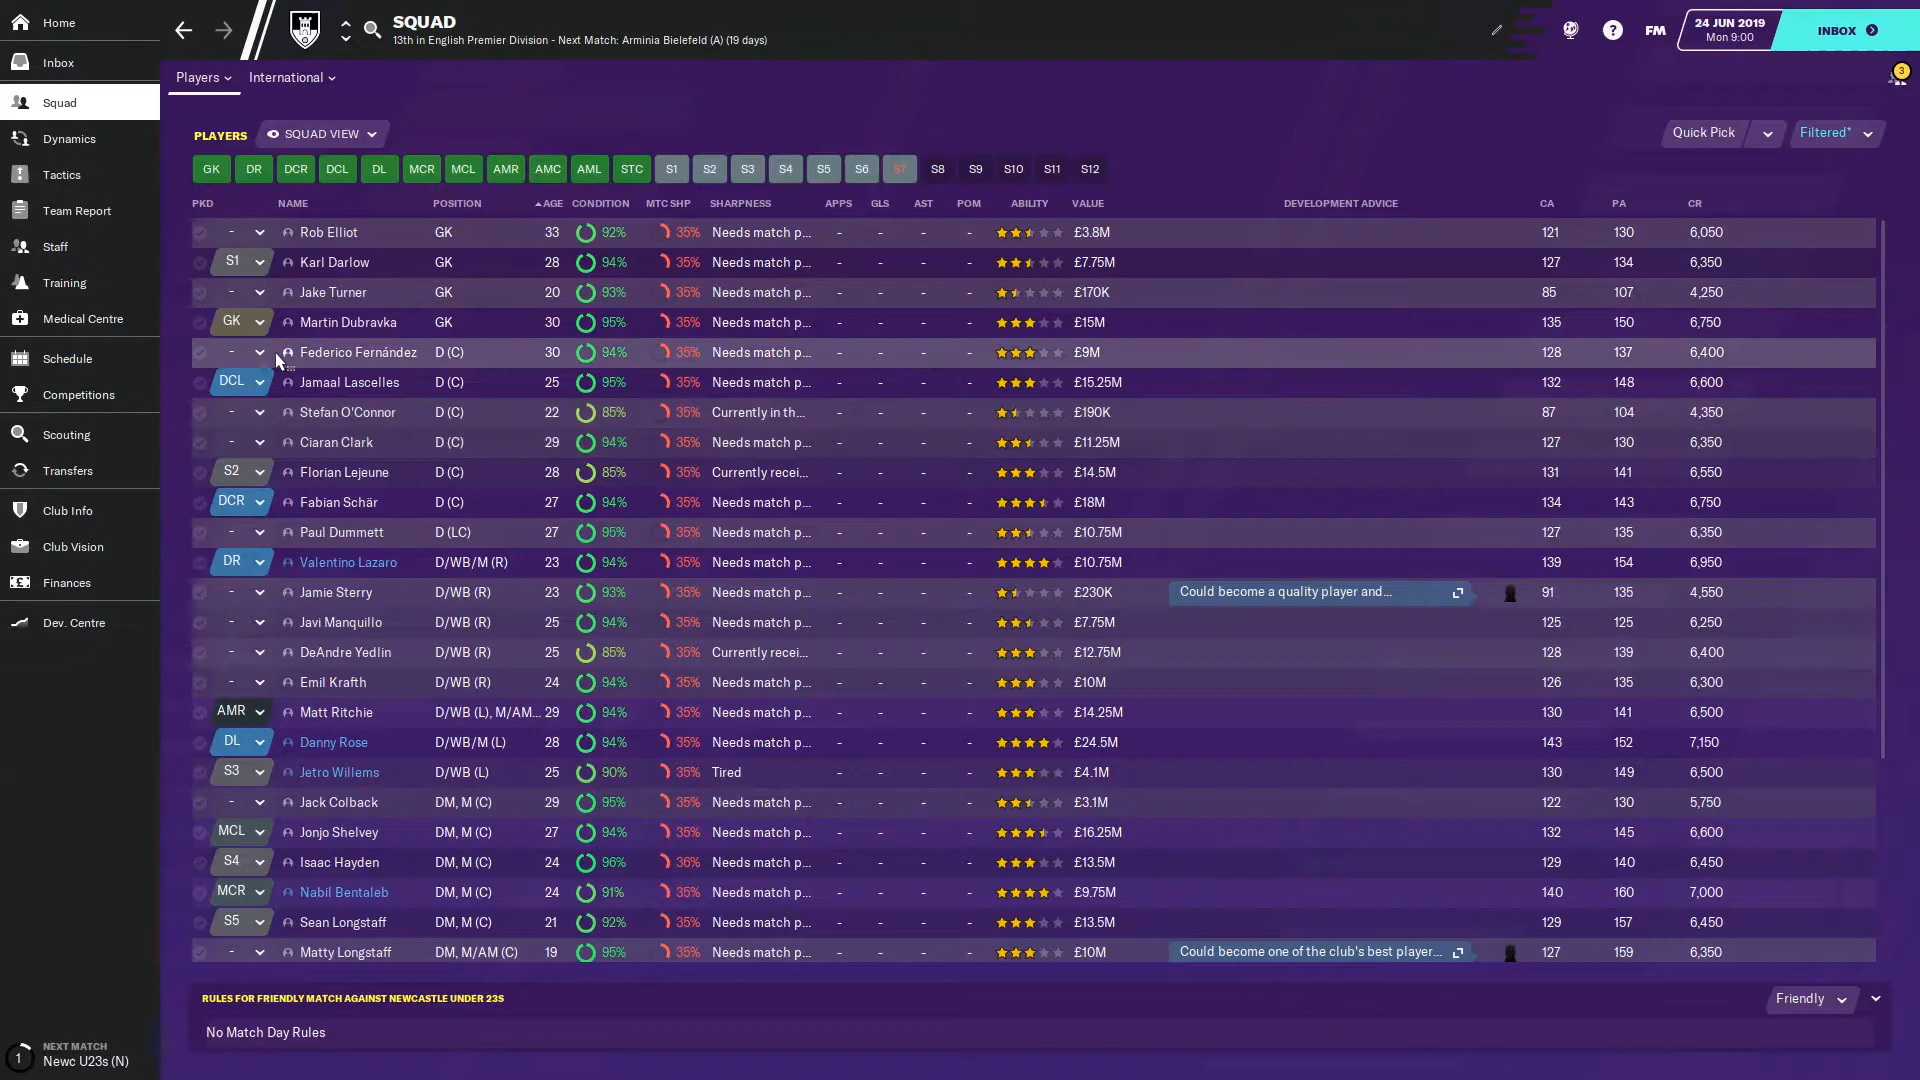 Home
Inbox
Squad
Dynamics
Tactics
Team Report
Staff
Training
Medical Centre
Schedule
Competitions
Scouting
Transfers
Club Info
Club Vision
Finances
Dev. Centre
1 NEXT MATCH
Newc U23s (N)
SQUAD
13th in English Premier Division - Next Match: Arminia Bielefeld (A) (19 days)
? FM 24 JUN 2019 INBOX
Mon 9:00
Players International
3
PLAYERS SQUAD VIEW Quick Pick Filtered*
GK DR DCR DCL DL MCR MCL AMR AMC AML STC S1 S2 S3 S4 S5 S6 S7 S8 S9 S10 S11 S12
PKD NAME POSITION AGE CONDITION MTC SHP SHARPNESS APPS GLS AST POM ABILITY VALUE DEVELOPMENT ADVICE CA PA CR
- Rob Elliot GK 33 92% 35% Needs match p... - - - - £3.8M 121 130 6,050
S1 Karl Darlow GK 28 94% 35% Needs match p... - - - - £7.75M 127 134 6,350
- Jake Turner GK 20 93% 35% Needs match p... - - - - £170K 85 107 4,250
GK Martin Dubravka GK 30 95% 35% Needs match p... - - - - £15M 135 150 6,750
- Federico Fernández D (C) 30 94% 35% Needs match p... - - - - £9M 128 137 6,400
DCL Jamaal Lascelles D (C) 25 95% 35% Needs match p... - - - - £15.25M 132 148 6,600
- Stefan O'Connor D (C) 22 85% 35% Currently in th... - - - - £190K 87 104 4,350
- Ciaran Clark D (C) 29 94% 35% Needs match p... - - - - £11.25M 127 130 6,350
S2 Florian Lejeune D (C) 28 85% 35% Currently recei... - - - - £14.5M 131 141 6,550
DCR Fabian Schär D (C) 27 94% 35% Needs match p... - - - - £18M 134 143 6,750
- Paul Dummett D (LC) 27 95% 35% Needs match p... - - - - £10.75M 127 135 6,350
DR Valentino Lazaro D/WB/M (R) 23 94% 35% Needs match p... - - - - £10.75M 139 154 6,950
- Jamie Sterry D/WB (R) 23 93% 35% Needs match p... - - - - £230K Could become a quality player and... 91 135 4,550
- Javi Manquillo D/WB (R) 25 94% 35% Needs match p... - - - - £7.75M 125 125 6,250
- DeAndre Yedlin D/WB (R) 25 85% 35% Currently recei... - - - - £12.75M 128 139 6,400
- Emil Krafth D/WB (R) 24 94% 35% Needs match p... - - - - £10M 126 135 6,300
AMR Matt Ritchie D/WB (L), M/AM... 29 94% 35% Needs match p... - - - - £14.25M 130 141 6,500
DL Danny Rose D/WB/M (L) 28 94% 35% Needs match p... - - - - £24.5M 143 152 7,150
S3 Jetro Willems D/WB (L) 25 90% 35% Tired - - - - £4.1M 130 149 6,500
- Jack Colback DM, M (C) 29 95% 35% Needs match p... - - - - £3.1M 122 130 5,750
MCL Jonjo Shelvey DM, M (C) 27 94% 35% Needs match p... - - - - £16.25M 132 145 6,600
S4 Isaac Hayden DM, M (C) 24 96% 36% Needs match p... - - - - £13.5M 129 140 6,450
MCR Nabil Bentaleb DM, M (C) 24 91% 35% Needs match p... - - - - £9.75M 140 160 7,000
S5 Sean Longstaff DM, M (C) 21 92% 35% Needs match p... - - - - £13.5M 129 157 6,450
- Matty Longstaff DM, M/AM (C) 19 95% 35% Needs match p... - - - - £10M Could become one of the club's best player... 127 159 6,350
RULES FOR FRIENDLY MATCH AGAINST NEWCASTLE UNDER 23S Friendly
No Match Day Rules